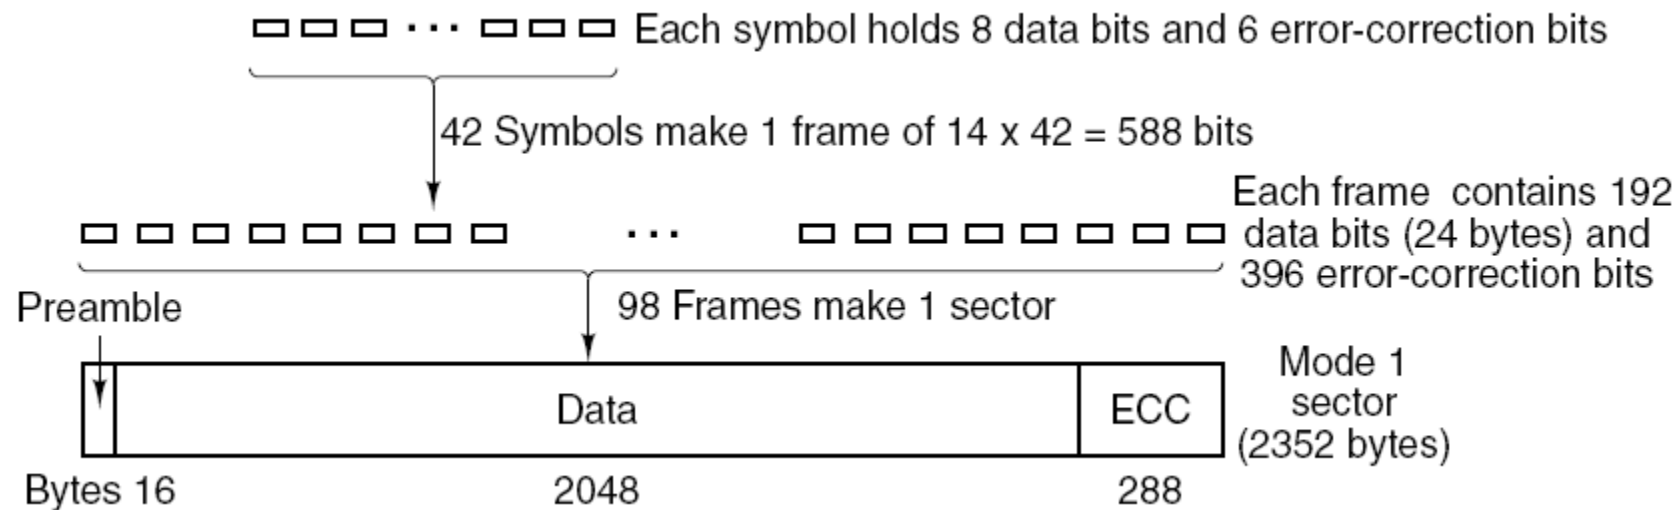 Each symbol holds 8 data bits and 6 error-correction bits
42 Symbols make 1 frame of 14 x 42 = 588 bits
Each frame contains 192
data bits (24 bytes) and
396 error-correction bits
Preamble
98 Frames make 1 sector
Mode 1
sector
(2352 bytes)
Data
ECC
Bytes 16
2048
288